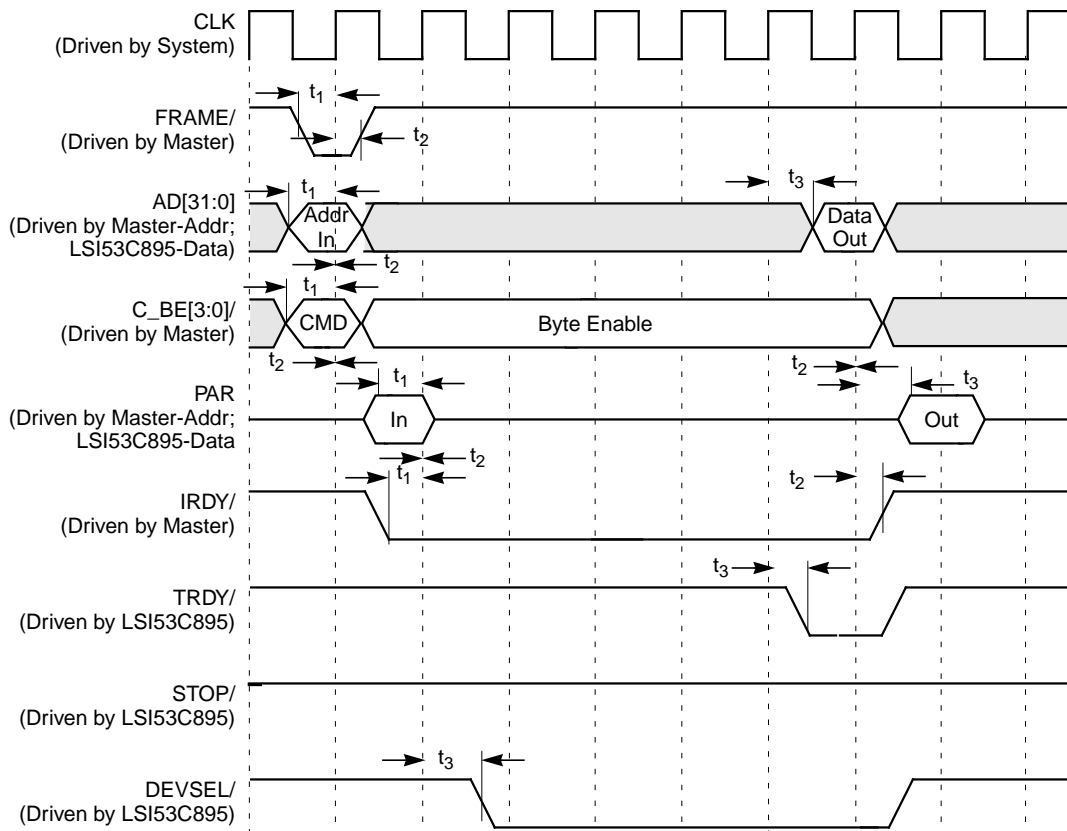 CLK
(Driven by System)
t1
FRAME/
(Driven by Master)
t2
t1
t3
AD[31:0]
(Driven by Master-Addr;
LSI53C895-Data)
Addr
In
Data
Out
t2
t1
C_BE[3:0]/
(Driven by Master)
CMD
Byte Enable
t2
t1
t2
t3
PAR
(Driven by Master-Addr;
LSI53C895-Data
In
Out
t2
t1
t2
IRDY/
(Driven by Master)
t3
TRDY/
(Driven by LSI53C895)
STOP/
(Driven by LSI53C895)
t3
DEVSEL/
(Driven by LSI53C895)